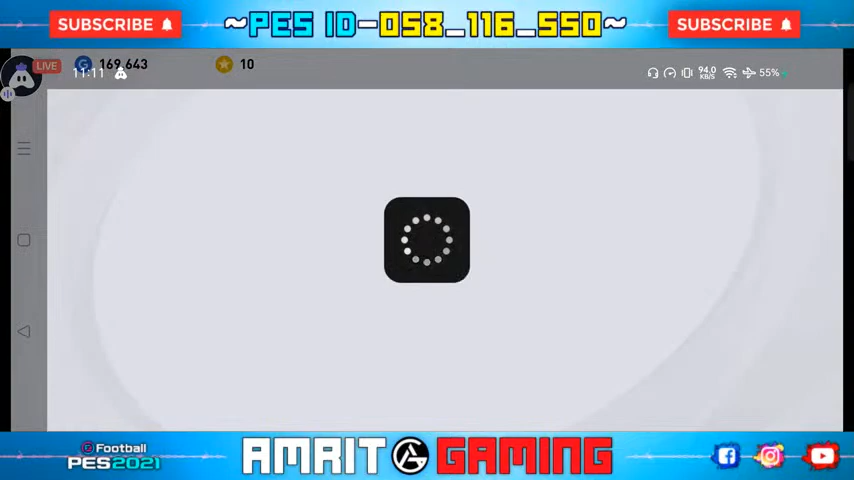 SUBSCRIBE ~PES ID-058_116_550~ SUBSCRIBE
LIVE G 169,643 10
11:11 94.0 KB/S 55%
eFootball
PES2021
AMRIT GAMING